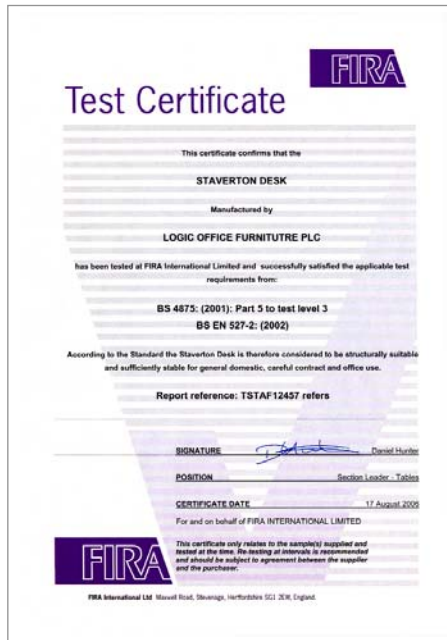 FIRA
Test Certificate
This certificate confirms that the
STAVERTON DESK
Manufactured by
LOGIC OFFICE FURNITUTRE PLC
has been tested at FIRA International Limited and successfully satisfied the applicable test
requirements from:
BS 4875: (2001): Part 5 to test level 3
BS EN 527-2: (2002)
According to the Standard the Staverton Desk is therefore considered to be structurally suitable
and sufficiently stable for general domestic, careful contract and office use.
Report reference: TSTAF12457 refers
SIGNATURE Daniel Hunter
POSITION Section Leader - Tables
CERTIFICATE DATE 17 August 2006
For and on behalf of FIRA INTERNATIONAL LIMITED
This certificate only relates to the sample(s) supplied and
tested at the time. Re-testing at intervals is recommended
and should be subject to agreement between the supplier
and the purchaser.
FIRA
FIRA International Ltd Maxwell Road, Stevenage, Hertfordshire SG1 2EW, England.